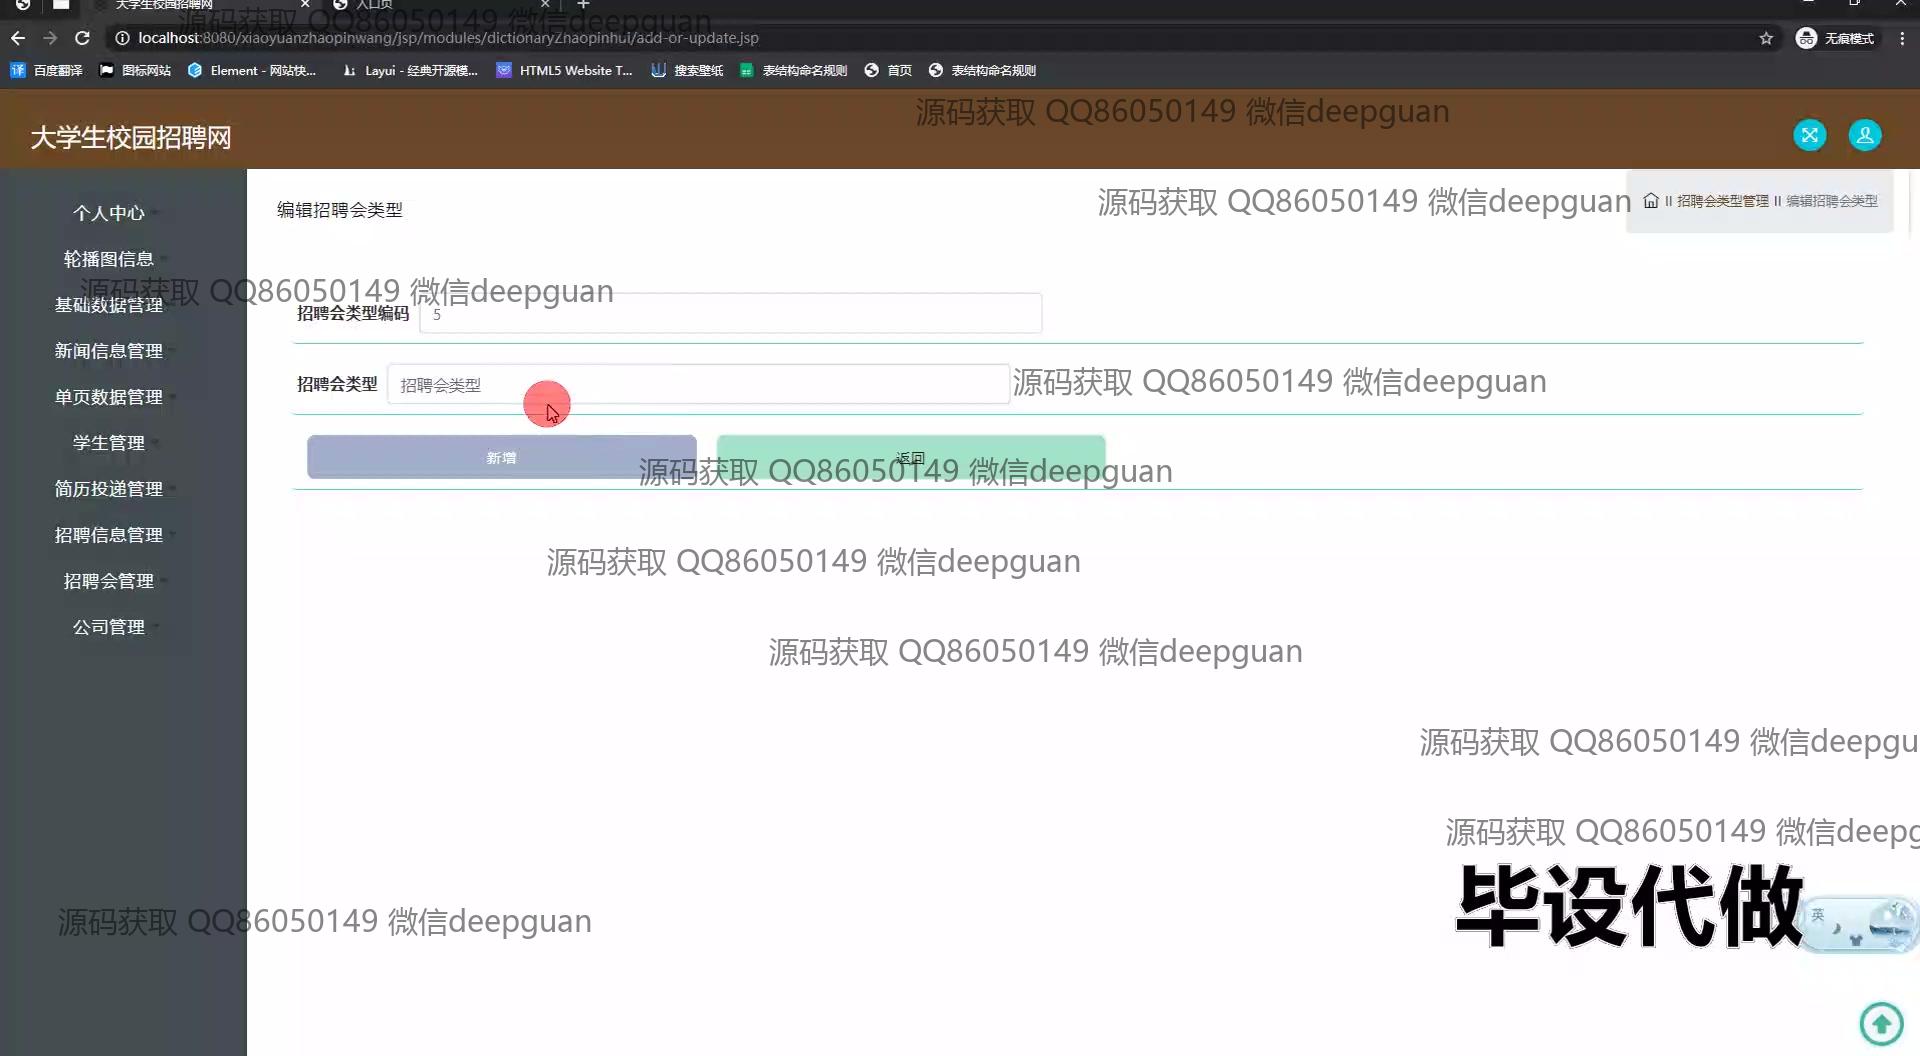 大学生校园招聘网
入口页
源码获取 QQ86050149 微信deepguan
localhost:8080/xiaoyuanzhaopinwang/jsp/modules/dictionaryZhaopinhui/add-or-update.jsp
无痕模式
百度翻译
图标网站
Element - 网站快...
Layui - 经典开源模...
HTML5 Website T...
搜索壁纸
表结构命名规则
首页
表结构命名规则
源码获取 QQ86050149 微信deepguan
大学生校园招聘网
编辑招聘会类型
源码获取 QQ86050149 微信deepguan
招聘会类型管理 编辑招聘会类型
个人中心
轮播图信息
基础数据管理
新闻信息管理
单页数据管理
学生管理
简历投递管理
招聘信息管理
招聘会管理
公司管理
源码获取 QQ86050149 微信deepguan
招聘会类型编码 5
招聘会类型 招聘会类型
源码获取 QQ86050149 微信deepguan
新增
返回
源码获取 QQ86050149 微信deepguan
源码获取 QQ86050149 微信deepguan
源码获取 QQ86050149 微信deepguan
源码获取 QQ86050149 微信deepgu
源码获取 QQ86050149 微信deepg
毕设代做
英
源码获取 QQ86050149 微信deepguan